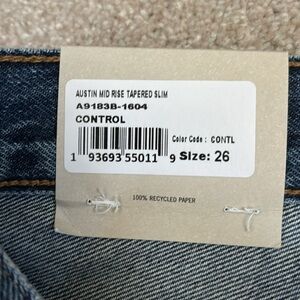 AUSTIN MID RISE TAPERED SLIM
A9183B-1604
CONTROL
Color Code : CONTL
1 93693 55011 9 Size: 26
100% RECYCLED PAPER